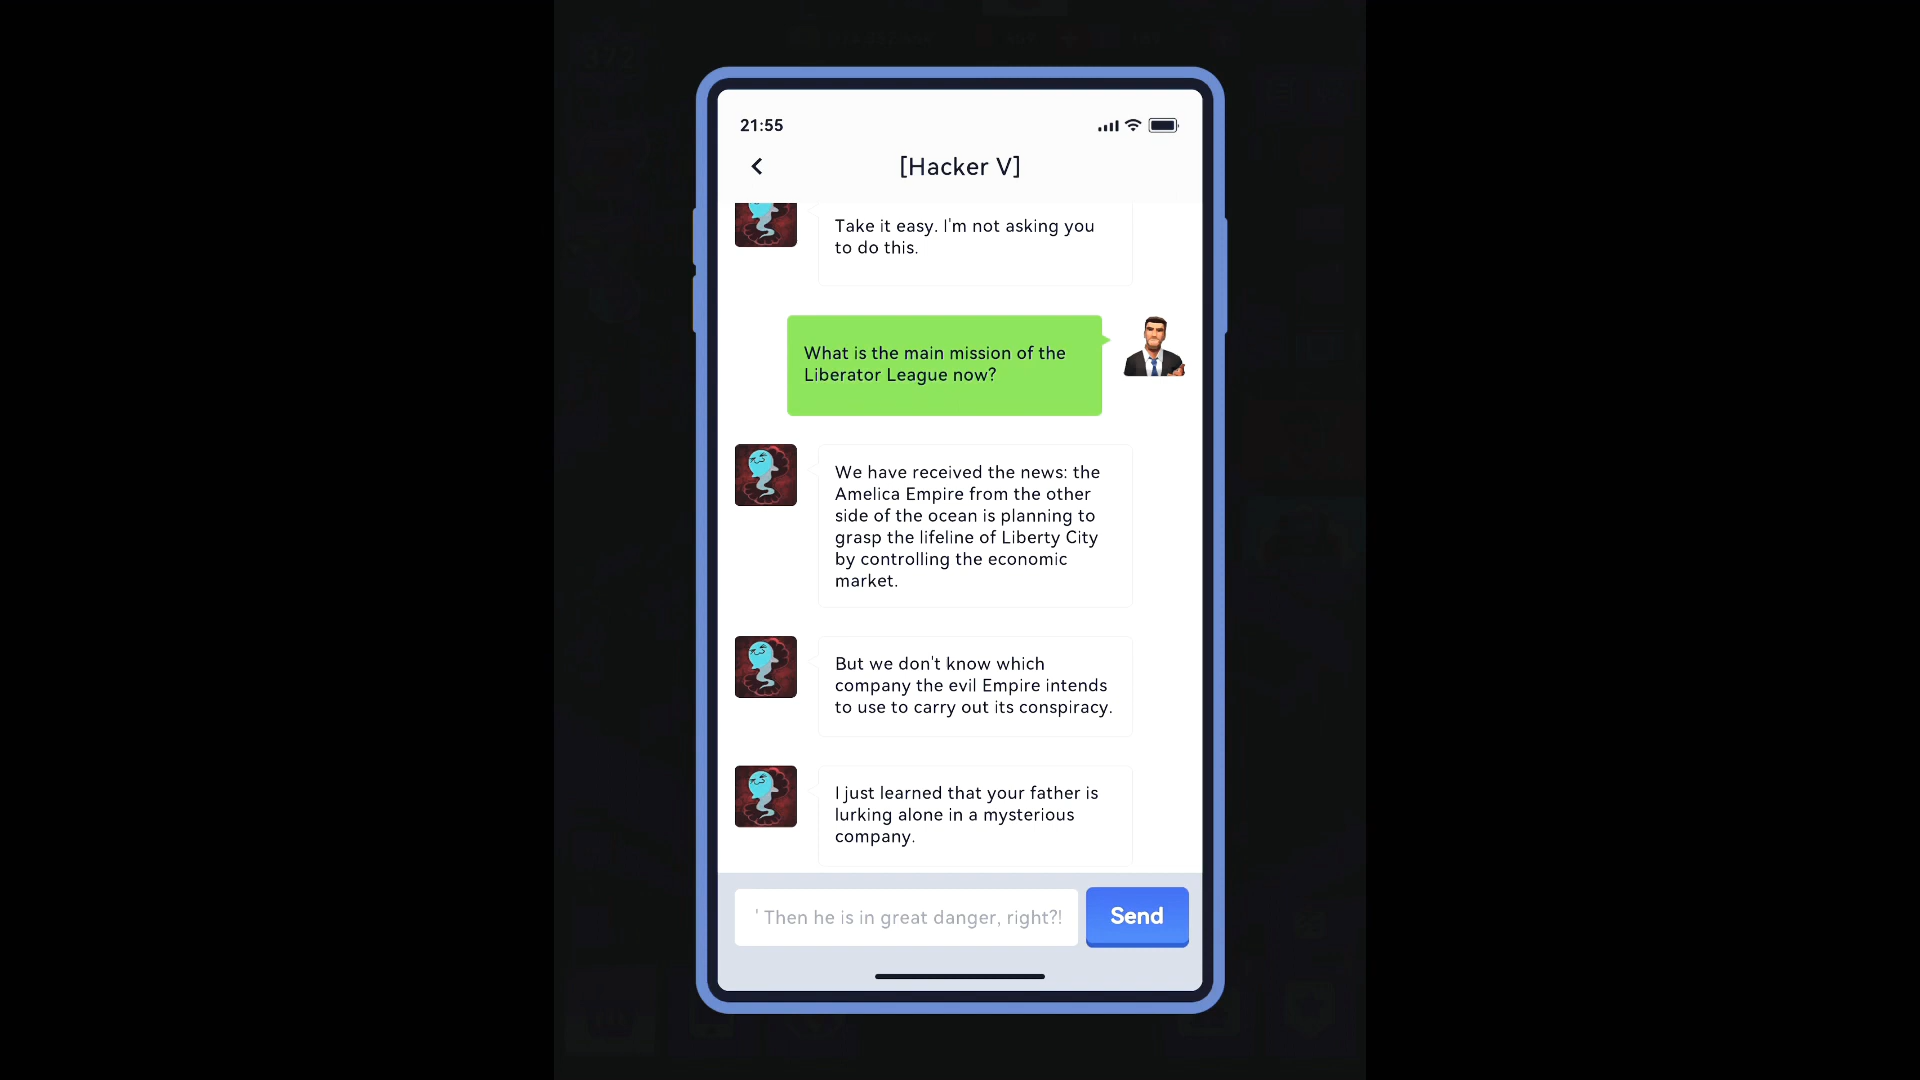 21:55
[Hacker V]
Take it easy. I'm not asking you
to do this.
What is the main mission of the
Liberator League now?
We have received the news: the
Amelica Empire from the other
side of the ocean is planning to
grasp the lifeline of Liberty City
by controlling the economic
market.
But we don't know which
company the evil Empire intends
to use to carry out its conspiracy.
I just learned that your father is
lurking alone in a mysterious
company.
' Then he is in great danger, right?!
Send